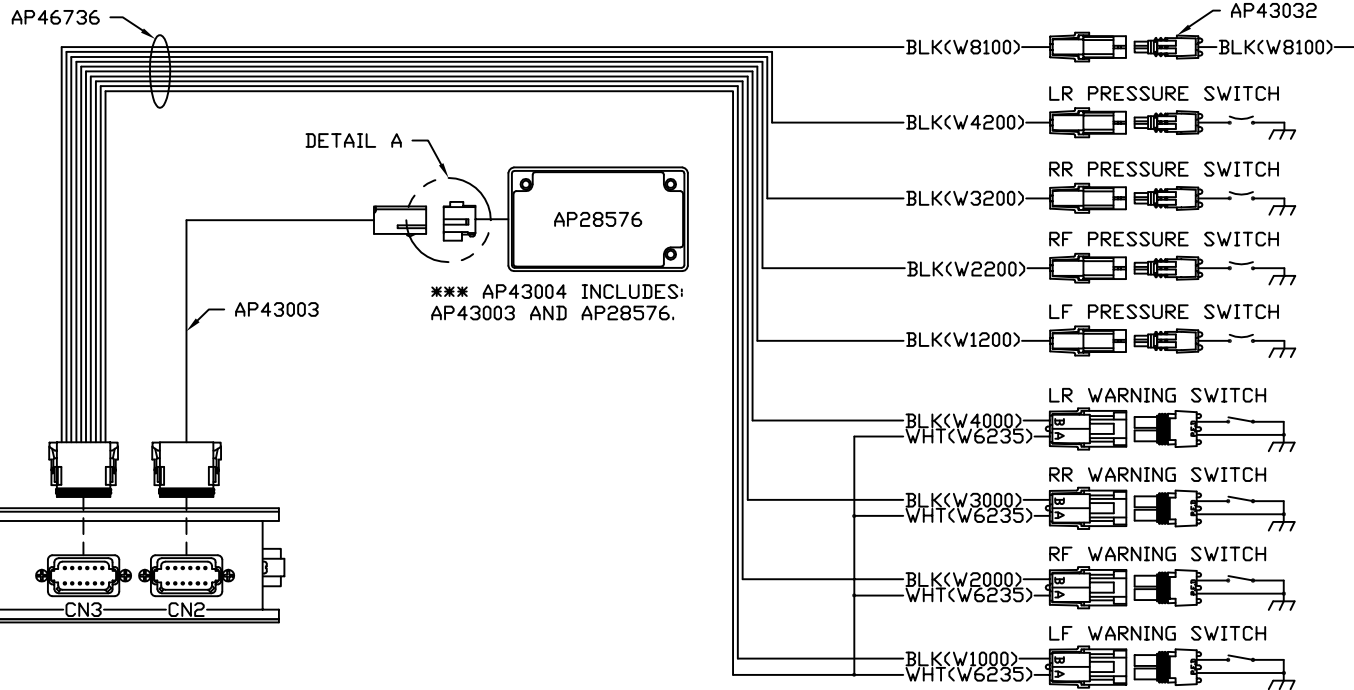 AP46736
AP43032
BLK(W8100)
BLK(W8100)
LR PRESSURE SWITCH
BLK(W4200)
DETAIL A
RR PRESSURE SWITCH
BLK(W3200)
AP28576
RF PRESSURE SWITCH
BLK(W2200)
*** AP43004 INCLUDES:
AP43003 AND AP28576.
AP43003
LF PRESSURE SWITCH
BLK(W1200)
LR WARNING SWITCH
BLK(W4000)
B
WHT(W6235)
A
RR WARNING SWITCH
BLK(W3000)
B
WHT(W6235)
A
RF WARNING SWITCH
BLK(W2000)
B
WHT(W6235)
A
CN3
CN2
LF WARNING SWITCH
BLK(W1000)
B
WHT(W6235)
A